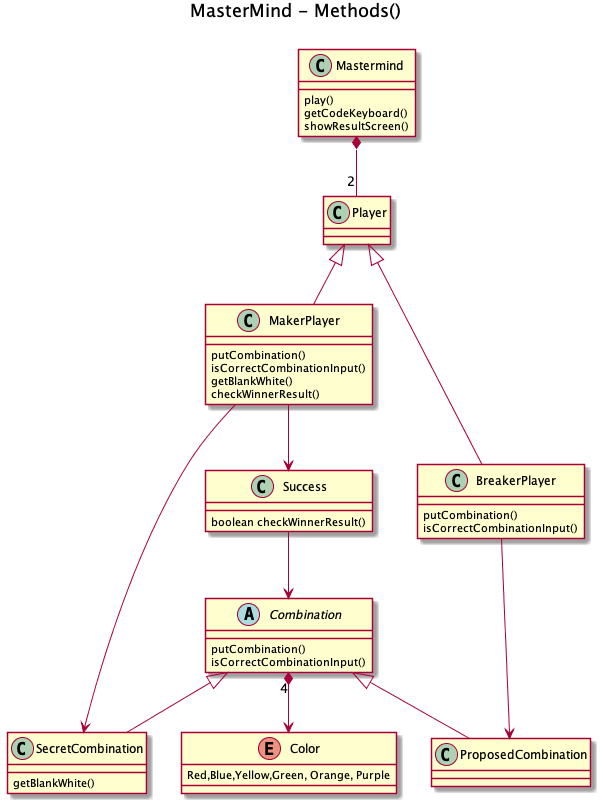 MasterMind - Methods()
C Mastermind
play()
getCodeKeyboard()
showResultScreen()
2
C Player
C MakerPlayer
putCombination()
isCorrectCombinationInput()
getBlankWhite()
checkWinnerResult()
C Success
boolean checkWinnerResult()
C BreakerPlayer
putCombination()
isCorrectCombinationInput()
A Combination
putCombination()
isCorrectCombinationInput()
4
C SecretCombination
getBlankWhite()
E Color
Red,Blue,Yellow,Green, Orange, Purple
C ProposedCombination